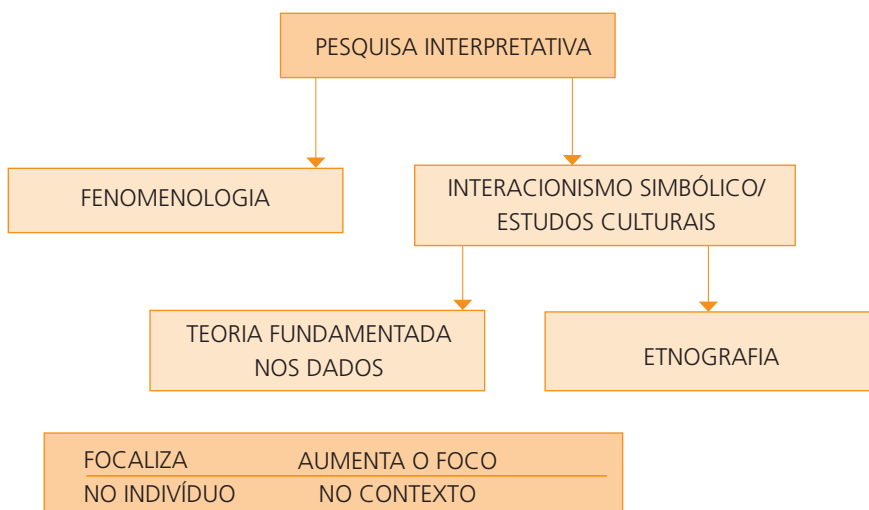 PESQUISA INTERPRETATIVA
FENOMENOLOGIA
INTERACIONISMO SIMBÓLICO/
ESTUDOS CULTURAIS
TEORIA FUNDAMENTADA
NOS DADOS
ETNOGRAFIA
FOCALIZA AUMENTA O FOCO
NO INDIVÍDUO NO CONTEXTO